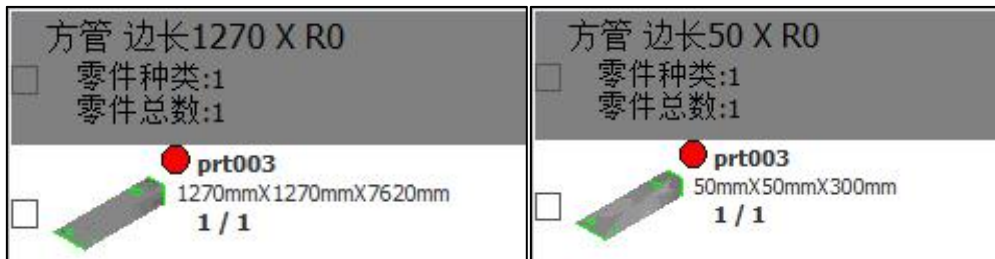 方管 边长1270 X R0
零件种类:1
零件总数:1
prt003
1270mmX1270mmX7620mm
1 / 1
方管 边长50 X R0
零件种类:1
零件总数:1
prt003
50mmX50mmX300mm
1 / 1